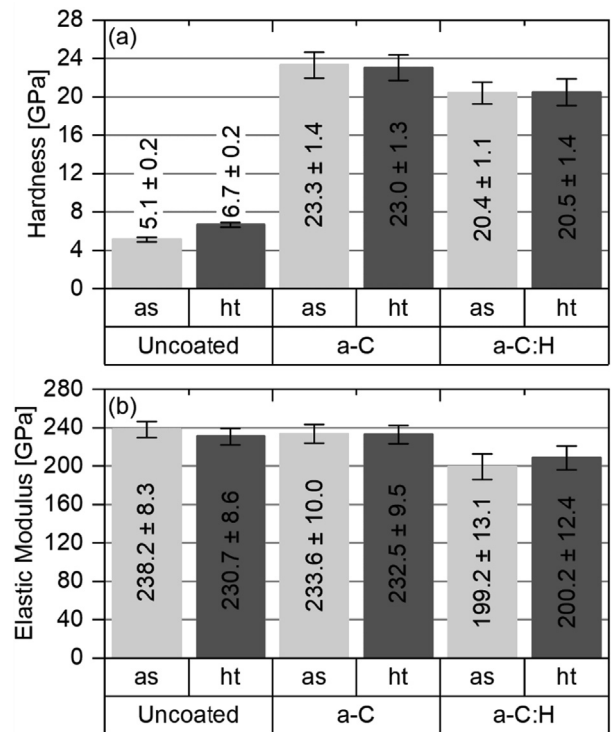 (a)
Hardness [GPa]
28
24
20
16
12
8
4
0
5.1 ± 0.2
6.7 ± 0.2
23.3 ± 1.4
23.0 ± 1.3
20.4 ± 1.1
20.5 ± 1.4
as ht as ht as ht
Uncoated a-C a-C:H
(b)
Elastic Modulus [GPa]
280
240
200
160
120
80
40
0
238.2 ± 8.3
230.7 ± 8.6
233.6 ± 10.0
232.5 ± 9.5
199.2 ± 13.1
200.2 ± 12.4
as ht as ht as ht
Uncoated a-C a-C:H